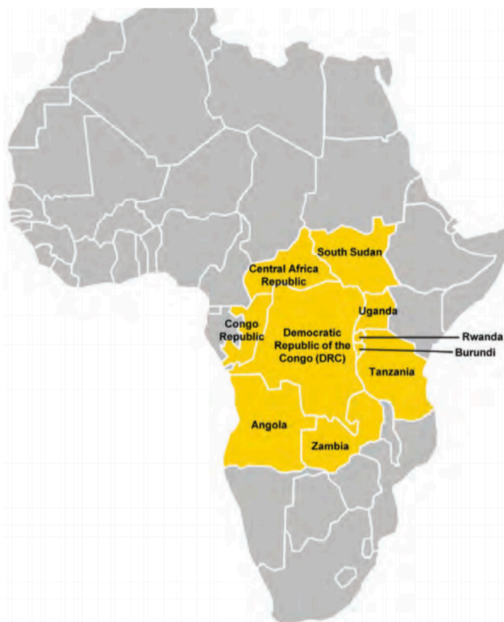 South Sudan
Central Africa
Republic
Uganda
Congo
Republic
Democratic
Republic of the
Congo (DRC)
Rwanda
Burundi
Tanzania
Angola
Zambia